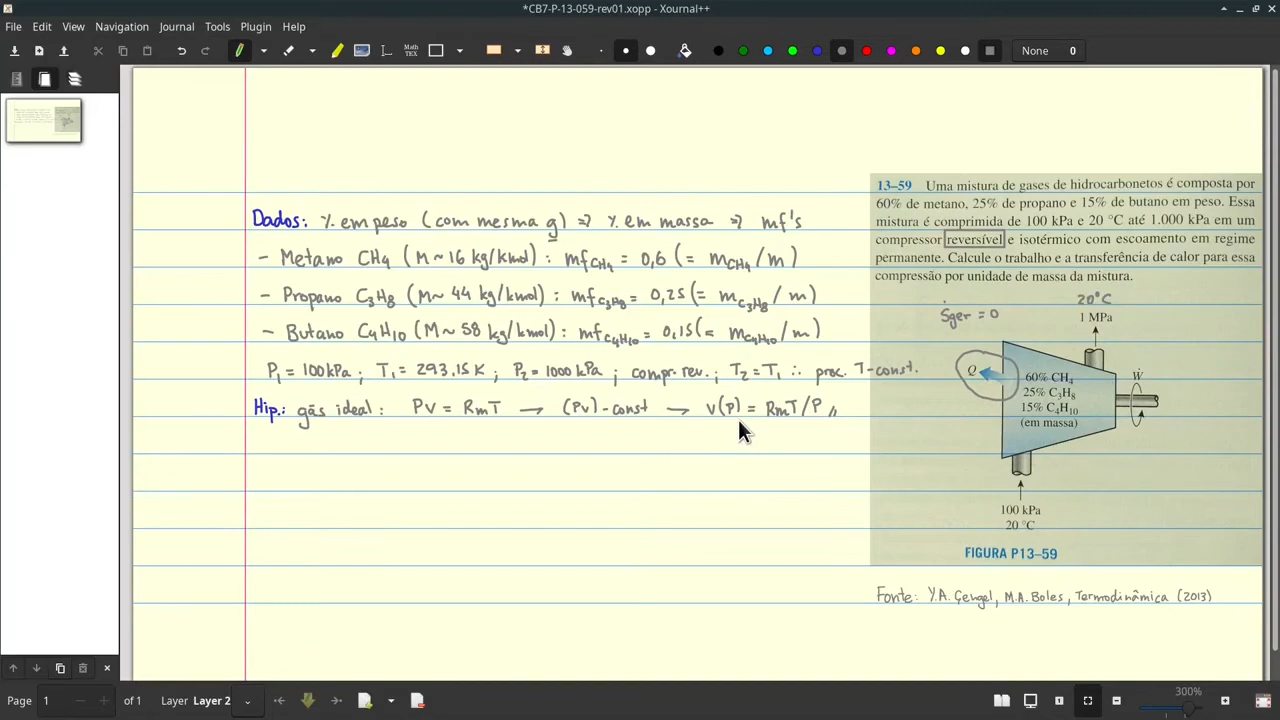 *CB7-P-13-059-rev01.xopp - Xournal++
File Edit View Navigation Journal Tools Plugin Help
Math TEX None 0
13–59 Uma mistura de gases de hidrocarbonetos é composta por
60% de metano, 25% de propano e 15% de butano em peso. Essa
mistura é comprimida de 100 kPa e 20 °C até 1.000 kPa em um
compressor reversível e isotérmico com escoamento em regime
permanente. Calcule o trabalho e a transferência de calor para essa
compressão por unidade de massa da mistura.
Dados: % em peso (com mesma g) ⇒ % em massa ⇒ mf's
- Metano CH4 (M ~ 16 kg/kmol) : mfCH4 = 0,6 (= mCH4/m)
- Propano C3H8 (M ~ 44 kg/kmol) : mfC3H8 = 0,25 (= mC3H8/m)
- Butano C4H10 (M ~ 58 kg/kmol) : mfC4H10 = 0,15 (= mC4H10/m)
P1 = 100 kPa ; T1 = 293,15 K ; P2 = 1000 kPa ; compr. rev. ; T2 = T1 ∴ proc. T-const.
Hip.: gás ideal : Pv = RmT → (Pv)-const → v(P) = RmT/P //
Ṡger = 0
20°C
1 MPa
Q
60% CH4
25% C3H8
15% C4H10
(em massa)
Ẇ
100 kPa
20 °C
FIGURA P13–59
Fonte: Y.A. Çengel, M.A. Boles, Termodinâmica (2013)
Page 1 of 1 Layer Layer 2 300%